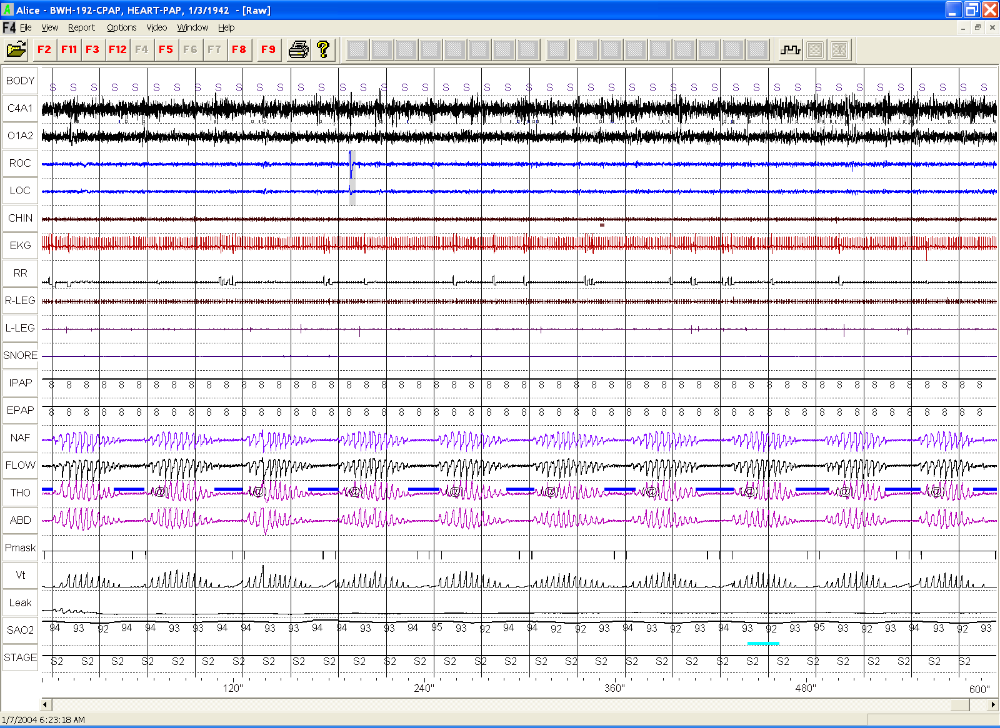 Alice - BWH-192-CPAP, HEART-PAP, 1/3/1942 - [Raw]
F4 File View Report Options Video Window Help
F2 F11 F3 F12 F4 F5 F6 F7 F8 F9 ?
BODY S S S S S S S S S S S S S S S S S S S S S S S S S S S S S S S S S S S S S S S S S S S S S S
C4A1
O1A2
ROC
LOC
CHIN
EKG
RR
R-LEG
L-LEG
SNORE
IPAP 8 8 8 8 8 8 8 8 8 8 8 8 8 8 8 8 8 8 8 8 8 8 8 8 8 8 8 8 8 8 8 8 8 8 8 8 8 8 8 8 8 8 8 8 8 8 8 8 8 8 8 8 8 8
EPAP 8 8 8 8 8 8 8 8 8 8 8 8 8 8 8 8 8 8 8 8 8 8 8 8 8 8 8 8 8 8 8 8 8 8 8 8 8 8 8 8 8 8 8 8 8 8 8 8 8 8 8 8 8 8
NAF
FLOW
THO @ @ @ @ @ @ @ @ @
ABD
Pmask
Vt
Leak
SAO2 94 93 92 94 94 93 93 94 94 93 93 94 94 93 93 94 95 93 92 94 94 92 93 94 94 93 92 93 94 93 92 93 95 93 92 93 94 93 92 93
STAGE S2 S2 S2 S2 S2 S2 S2 S2 S2 S2 S2 S2 S2 S2 S2 S2 S2 S2 S2 S2 S2 S2 S2 S2 S2 S2 S2 S2 S2 S2 S2
120" 240" 360" 480" 600"
1/7/2004 6:23:18 AM